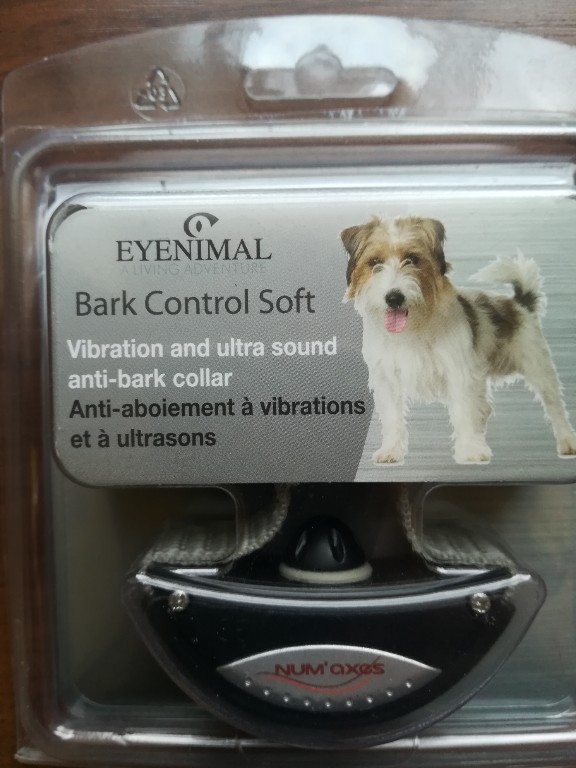 EYENIMAL
A LIVING ADVENTURE
Bark Control Soft
Vibration and ultra sound
anti-bark collar
Anti-aboiement à vibrations
et à ultrasons
NUM'axes